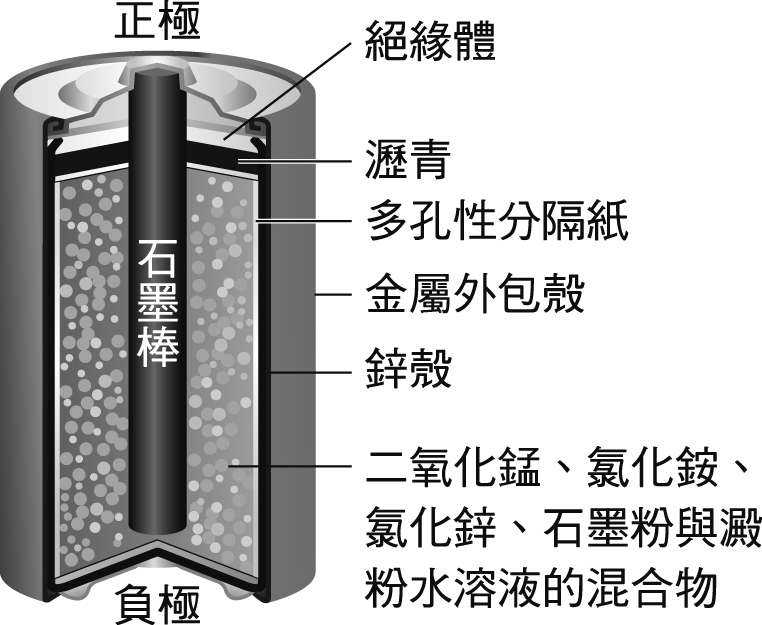 正極
絕緣體
瀝青
多孔性分隔紙
石墨棒
金屬外包殼
鋅殼
二氧化錳、氯化銨、
氯化鋅、石墨粉與澱
粉水溶液的混合物
負極